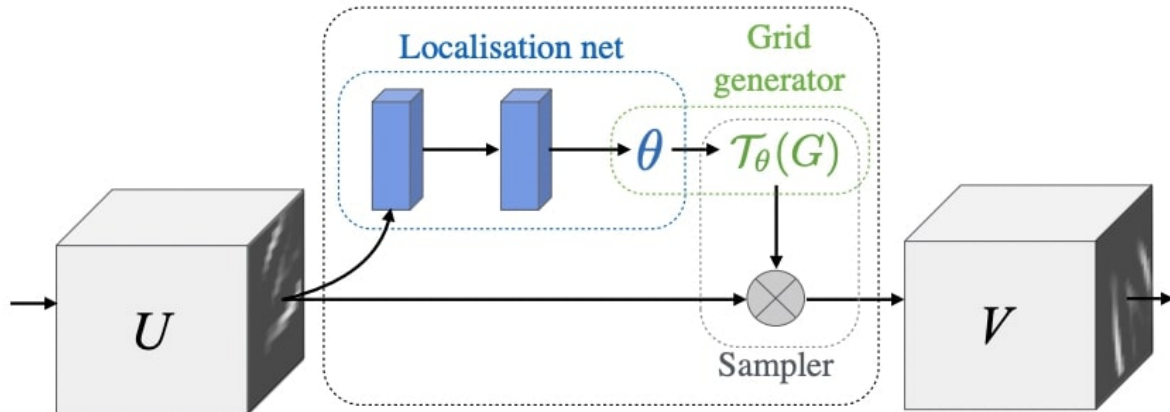 Localisation net
Grid
generator
θ
𝒯θ(G)
U
V
Sampler